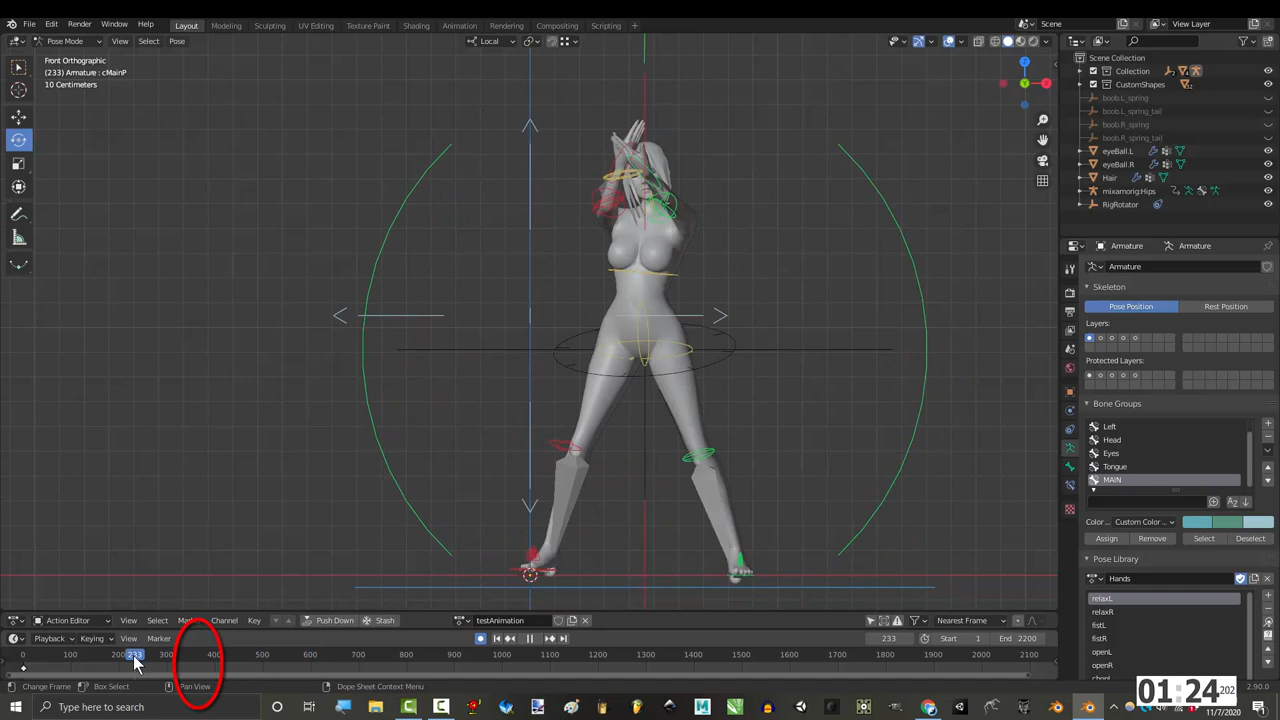 File Edit Render Window Help Layout Modeling Sculpting UV Editing Texture Paint Shading Animation Rendering Compositing Scripting + Scene View Layer
Pose Mode View Select Pose Local
Front Orthographic
(233) Armature : cMainP
10 Centimeters
Scene Collection
Collection
CustomShapes
boob.L_spring
boob.L_spring_tail
boob.R_spring
boob.R_spring_tail
eyeBall.L
eyeBall.R
Hair
mixamorig:Hips
RigRotator
Armature Armature
Armature
Skeleton
Pose Position Rest Position
Layers:
Protected Layers:
Bone Groups
Left
Head
Eyes
Tongue
MAIN
Color ... Custom Color ...
Assign Remove Select Deselect
Pose Library
Hands
relaxL
relaxR
fistL
fistR
openL
openR
Action Editor View Select Channel Key Push Down Stash testAnimation Nearest Frame
Playback Keying View Marker 233 Start 1 End 2200
0 100 200 233 300 400 500 600 700 800 900 1000 1100 1200 1300 1400 1500 1600 1700 1800 1900 2000 2100
Change Frame Box Select Pan View Dope Sheet Context Menu 2.90.0
Type here to search
01:24
11/7/2020